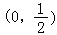 (0, 1/2)